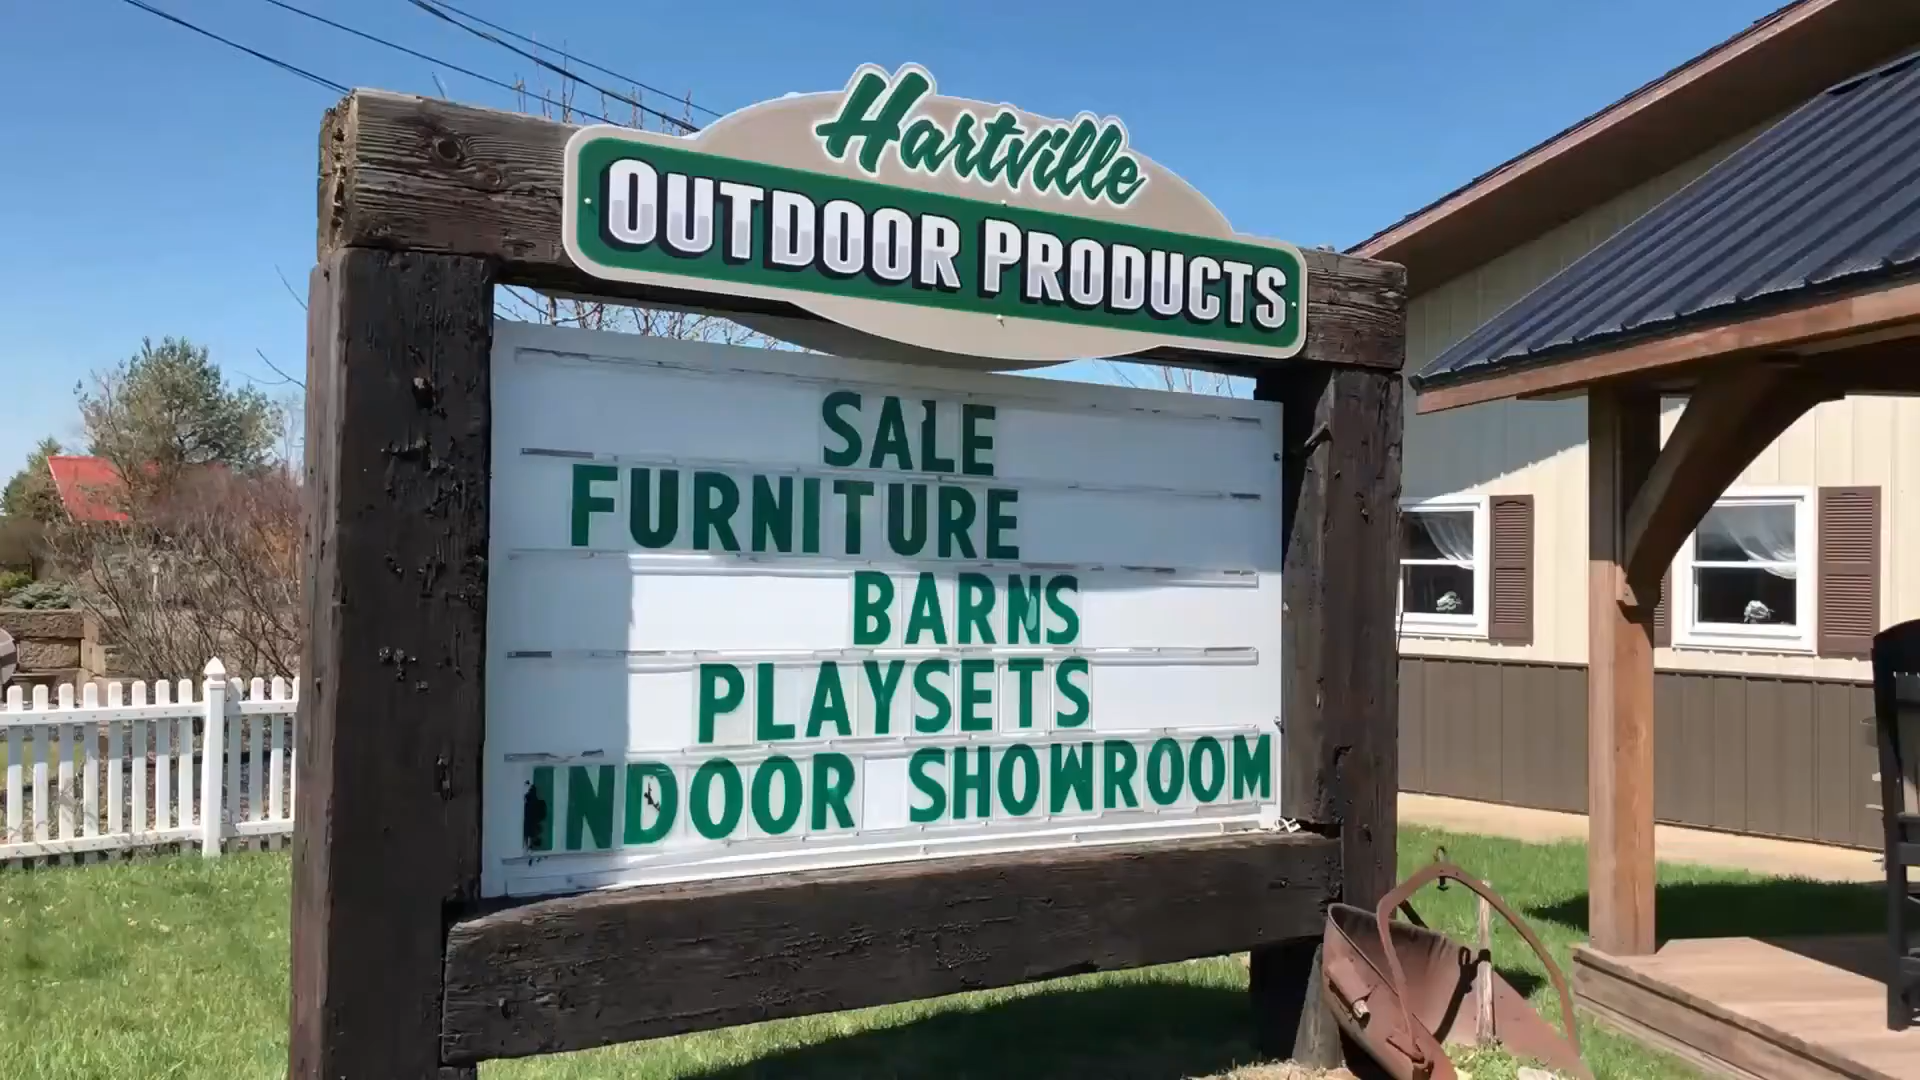 Hartville
OUTDOOR PRODUCTS
SALE
FURNITURE
BARNS
PLAYSETS
INDOOR SHOWROOM